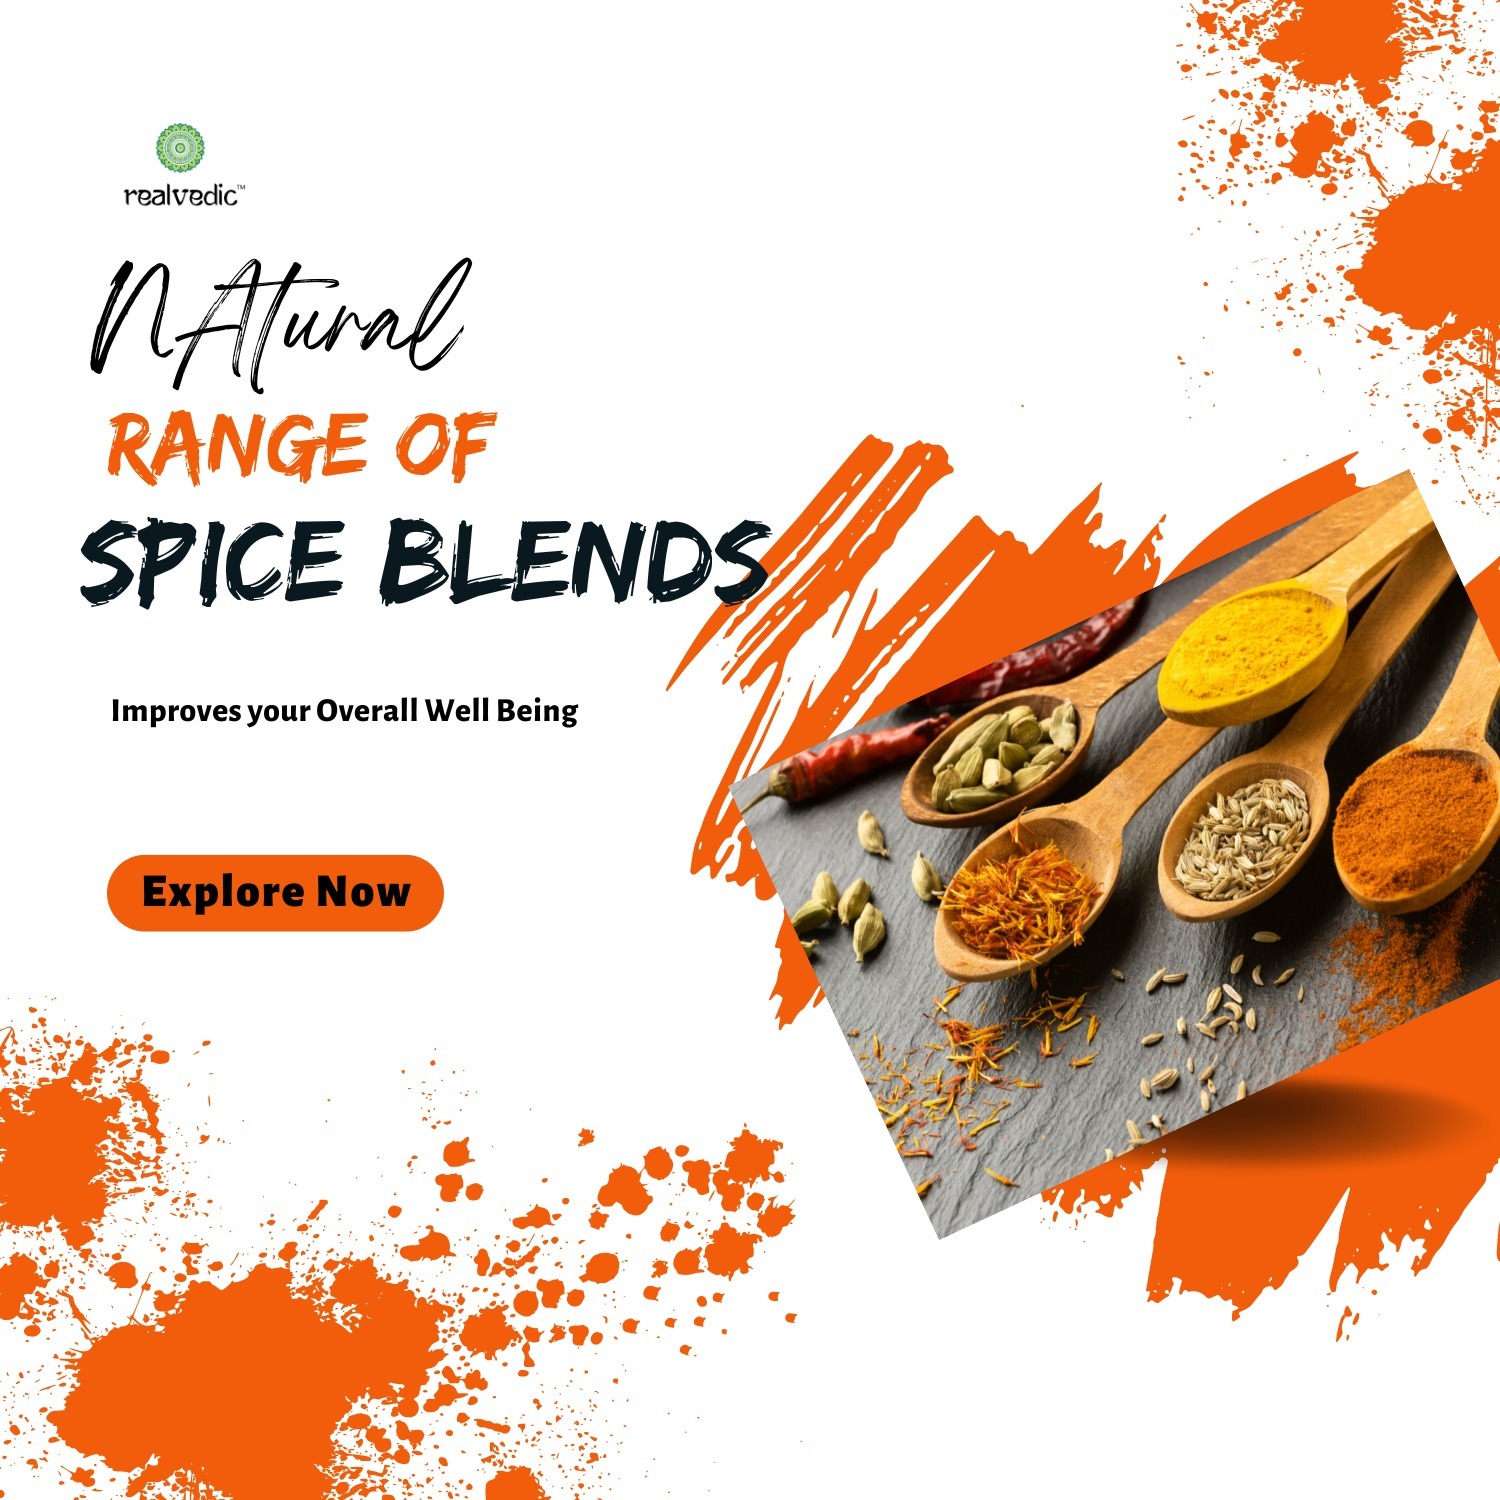 realvedic™
NAtural
RANGE OF
SPICE BLENDS
Improves your Overall Well Being
Explore Now